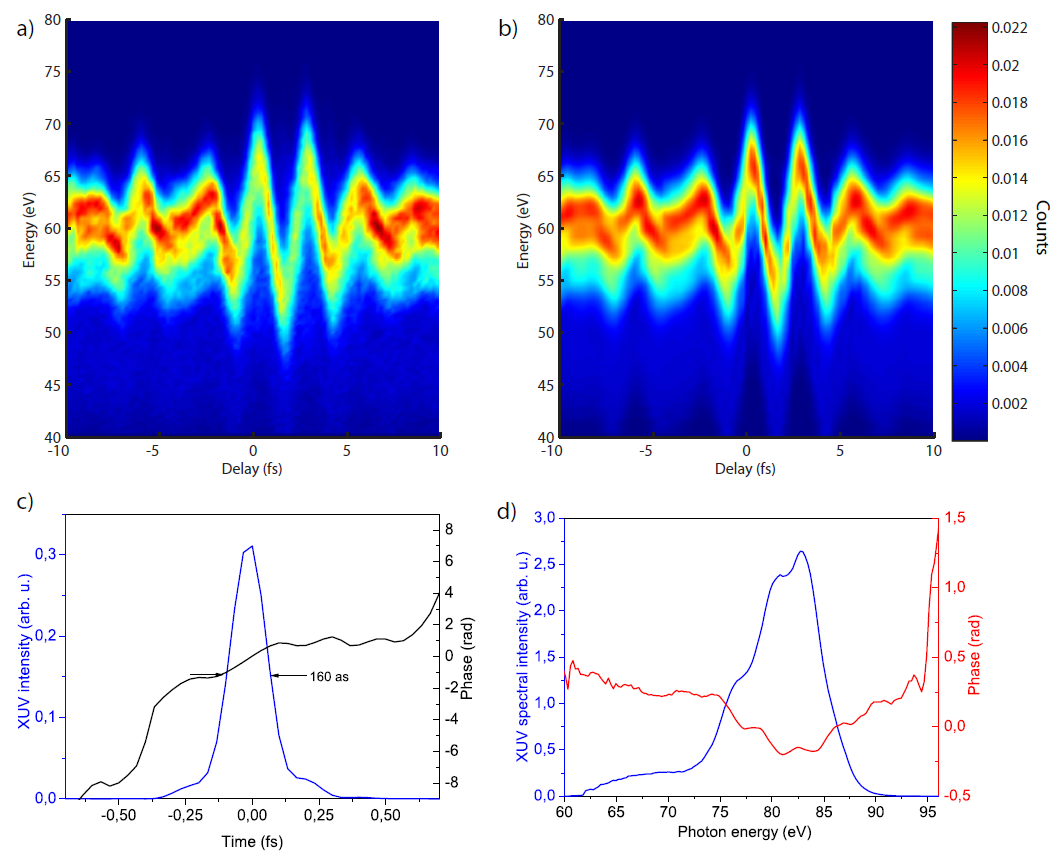 a)
80
75
70
65
60
55
50
45
40
Energy (eV)
-10 -5 0 5 10
Delay (fs)
b)
80
75
70
65
60
55
50
45
40
Energy (eV)
-10 -5 0 5 10
Delay (fs)
0.022
0.02
0.018
0.016
0.014
0.012
0.010
0.008
0.006
0.004
0.002
Counts
c)
0,3
0,2
0,1
0,0
XUV intensity (arb. u.)
8
6
4
2
0
-2
-4
-6
-8
Phase (rad)
160 as
-0,50 -0,25 0,00 0,25 0,50
Time (fs)
d)
3,0
2,5
2,0
1,5
1,0
0,5
0,0
XUV spectral intensity (arb. u.)
1,5
1,0
0,5
0,0
-0,5
Phase (rad)
60 65 70 75 80 85 90 95
Photon energy (eV)